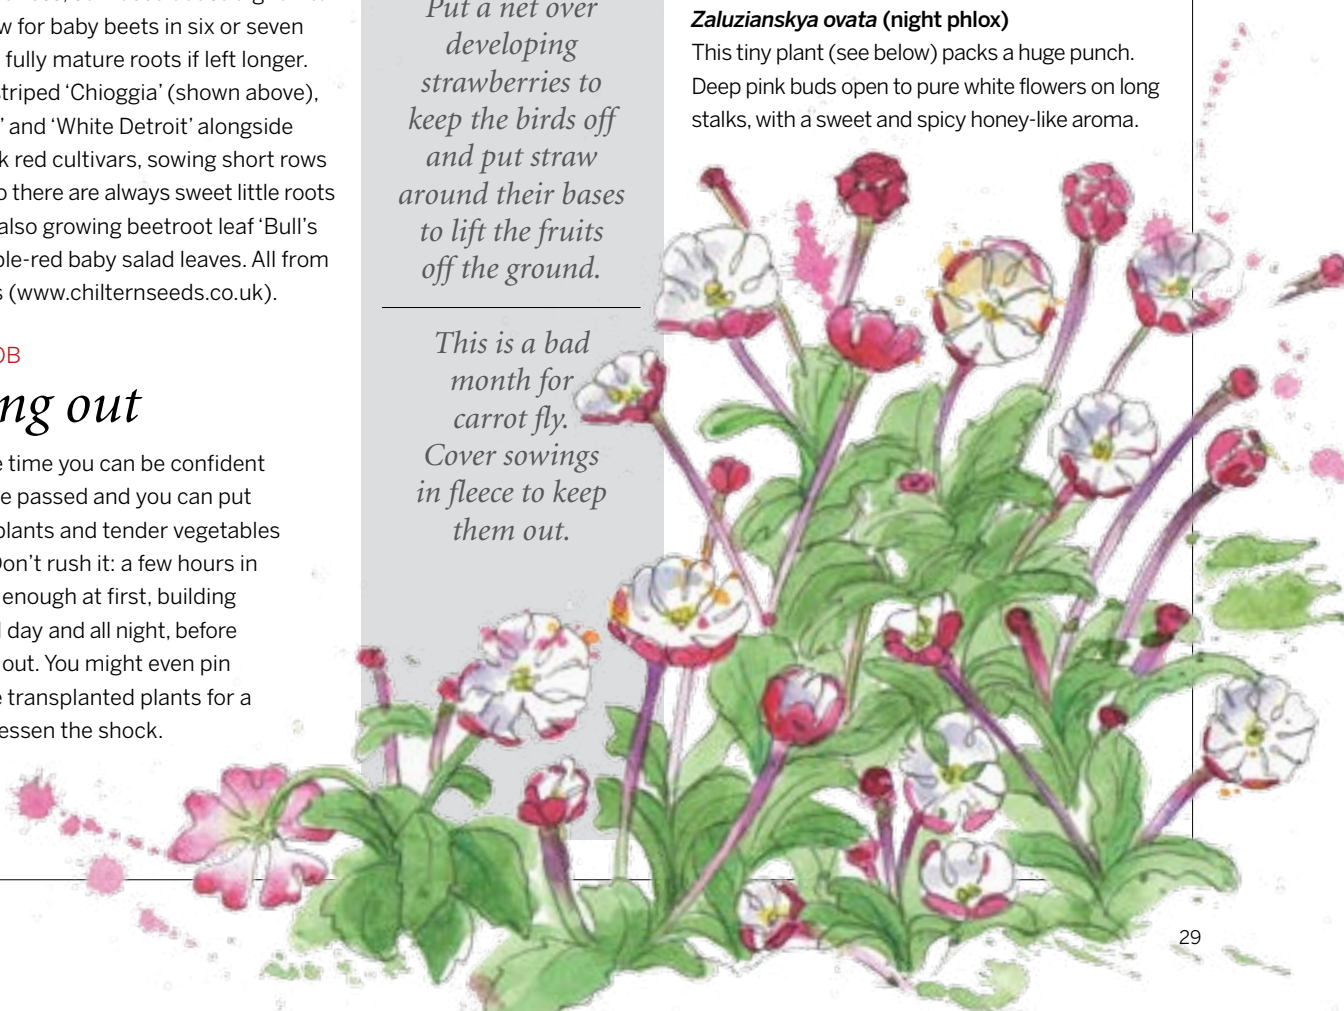 w for baby beets in six or seven
fully mature roots if left longer.
triped ‘Chioggia’ (shown above),
’ and ‘White Detroit’ alongside
k red cultivars, sowing short rows
o there are always sweet little roots
also growing beetroot leaf ‘Bull’s
ple-red baby salad leaves. All from
s (www.chilternseeds.co.uk).
OB
ng out
e time you can be confident
e passed and you can put
plants and tender vegetables
Don’t rush it: a few hours in
enough at first, building
l day and all night, before
out. You might even pin
e transplanted plants for a
essen the shock.
Put a net over
developing
strawberries to
keep the birds off
and put straw
around their bases
to lift the fruits
off the ground.
This is a bad
month for
carrot fly.
Cover sowings
in fleece to keep
them out.
Zaluzianskya ovata (night phlox)
This tiny plant (see below) packs a huge punch.
Deep pink buds open to pure white flowers on long
stalks, with a sweet and spicy honey-like aroma.
29